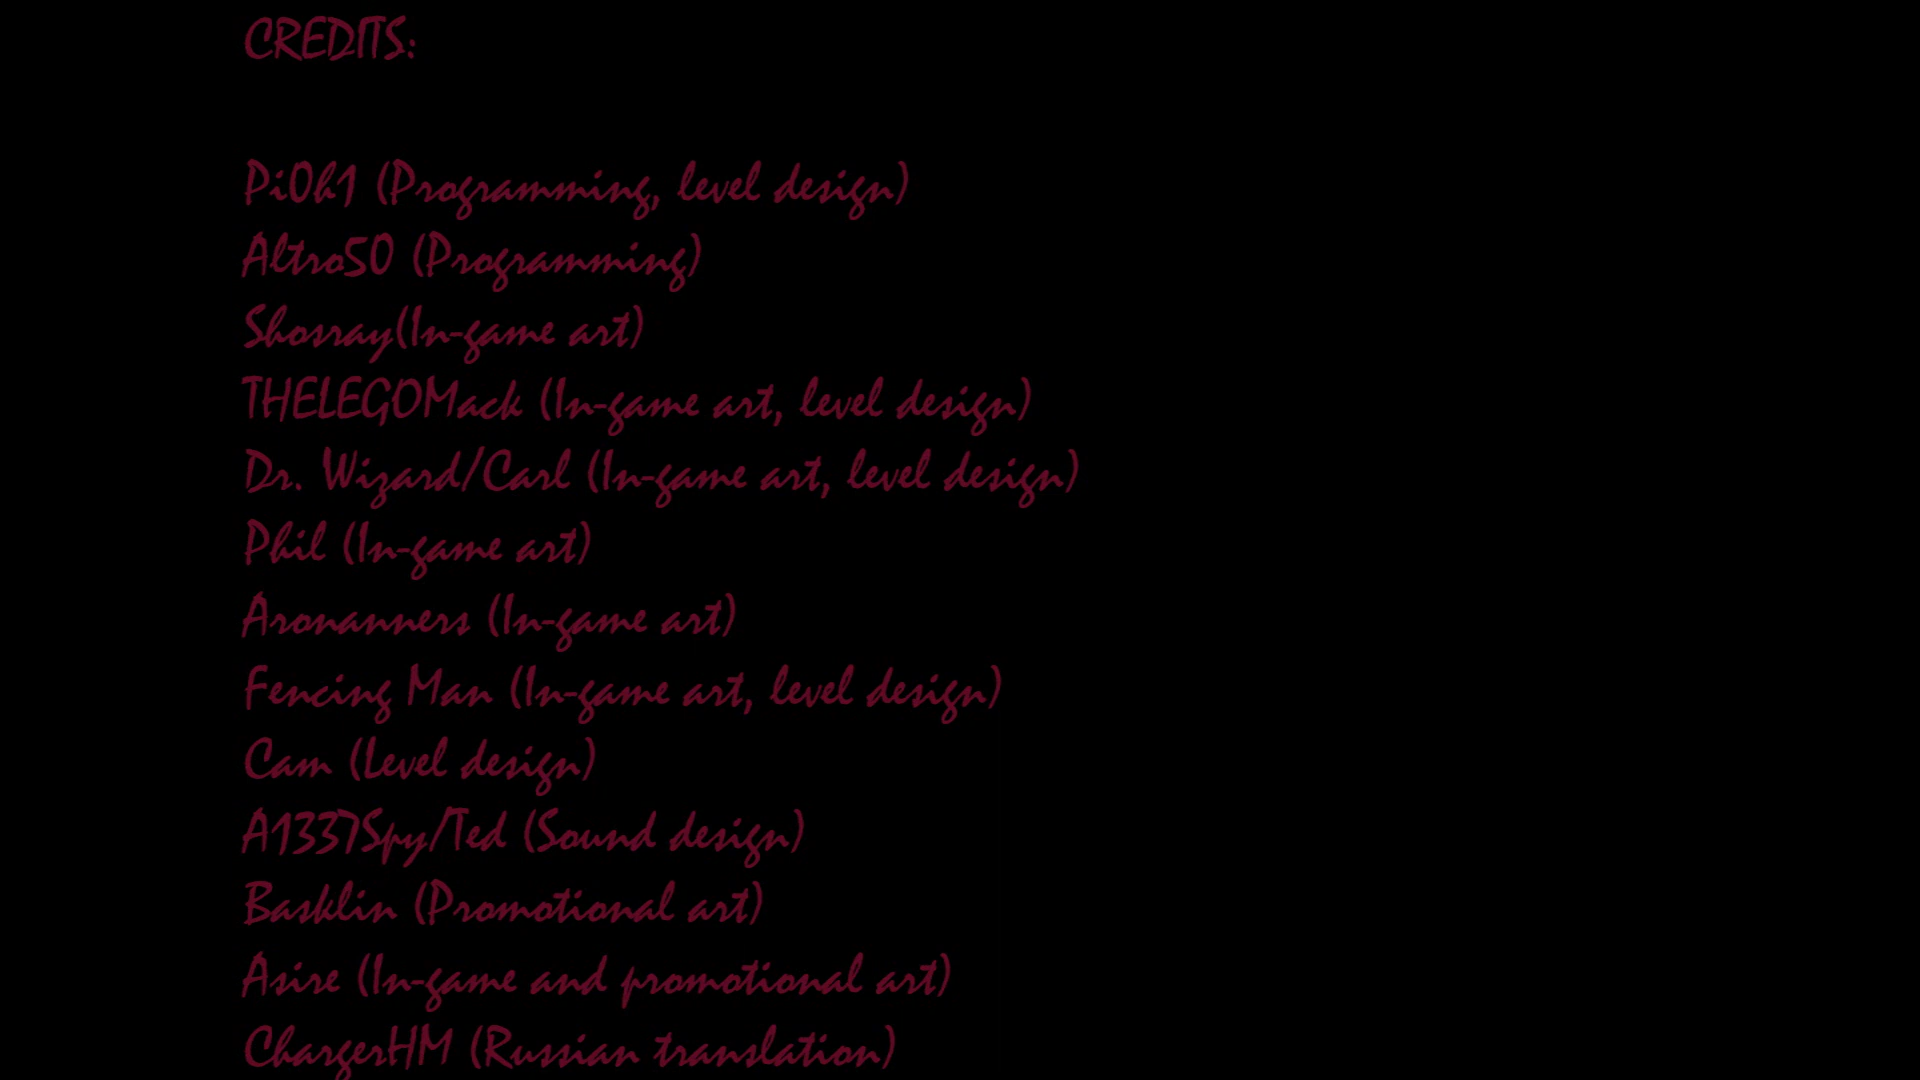 CREDITS:
Pi0h1 (Programming, level design)
Altro50 (Programming)
Shosray(In-game art)
THELEGOMack (In-game art, level design)
Dr. Wizard/Carl (In-game art, level design)
Phil (In-game art)
Aronanners (In-game art)
Fencing Man (In-game art, level design)
Cam (Level design)
A1337Spy/Ted (Sound design)
Basklin (Promotional art)
Asire (In-game and promotional art)
ChargerHM (Russian translation)